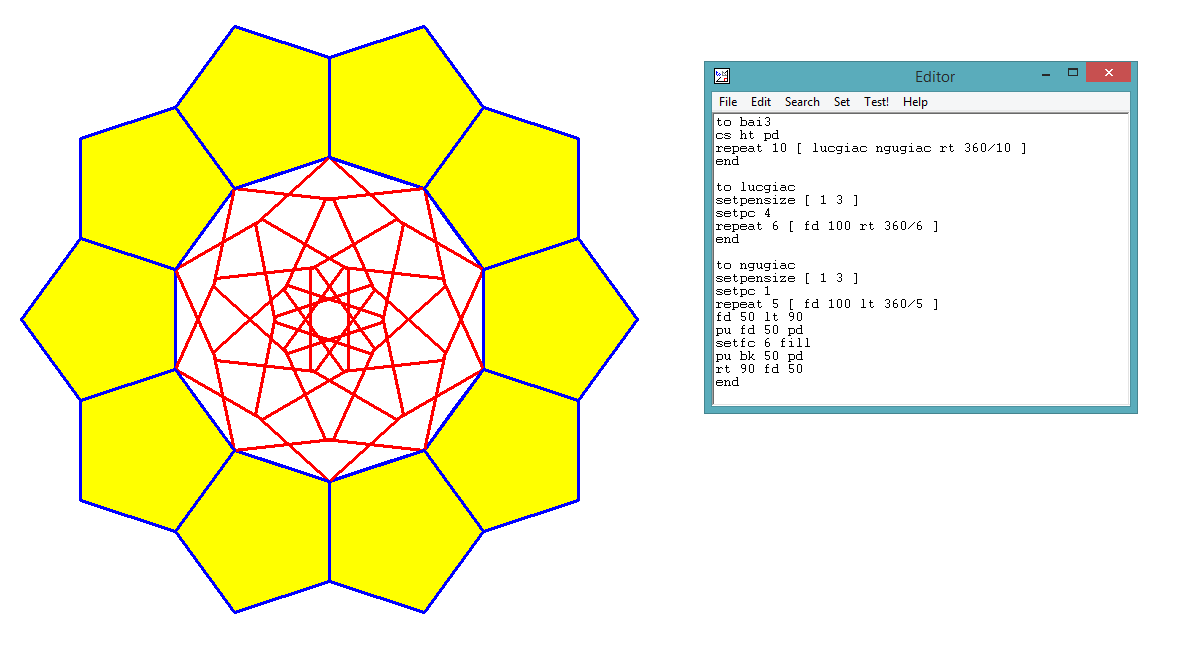 Editor
File Edit Search Set Test! Help
to bai3
cs ht pd
repeat 10 [ lucgiac ngugiac rt 360/10 ]
end
to lucgiac
setpensize [ 1 3 ]
setpc 4
repeat 6 [ fd 100 rt 360/6 ]
end
to ngugiac
setpensize [ 1 3 ]
setpc 1
repeat 5 [ fd 100 lt 360/5 ]
fd 50 lt 90
pu fd 50 pd
setfc 6 fill
pu bk 50 pd
rt 90 fd 50
end